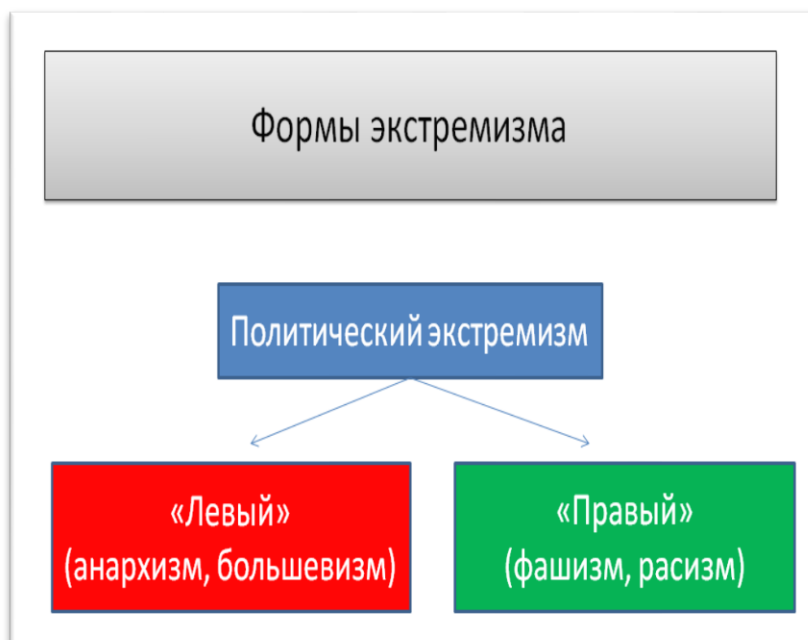 Формы экстремизма
Политический экстремизм
«Левый»
(анархизм, большевизм)
«Правый»
(фашизм, расизм)